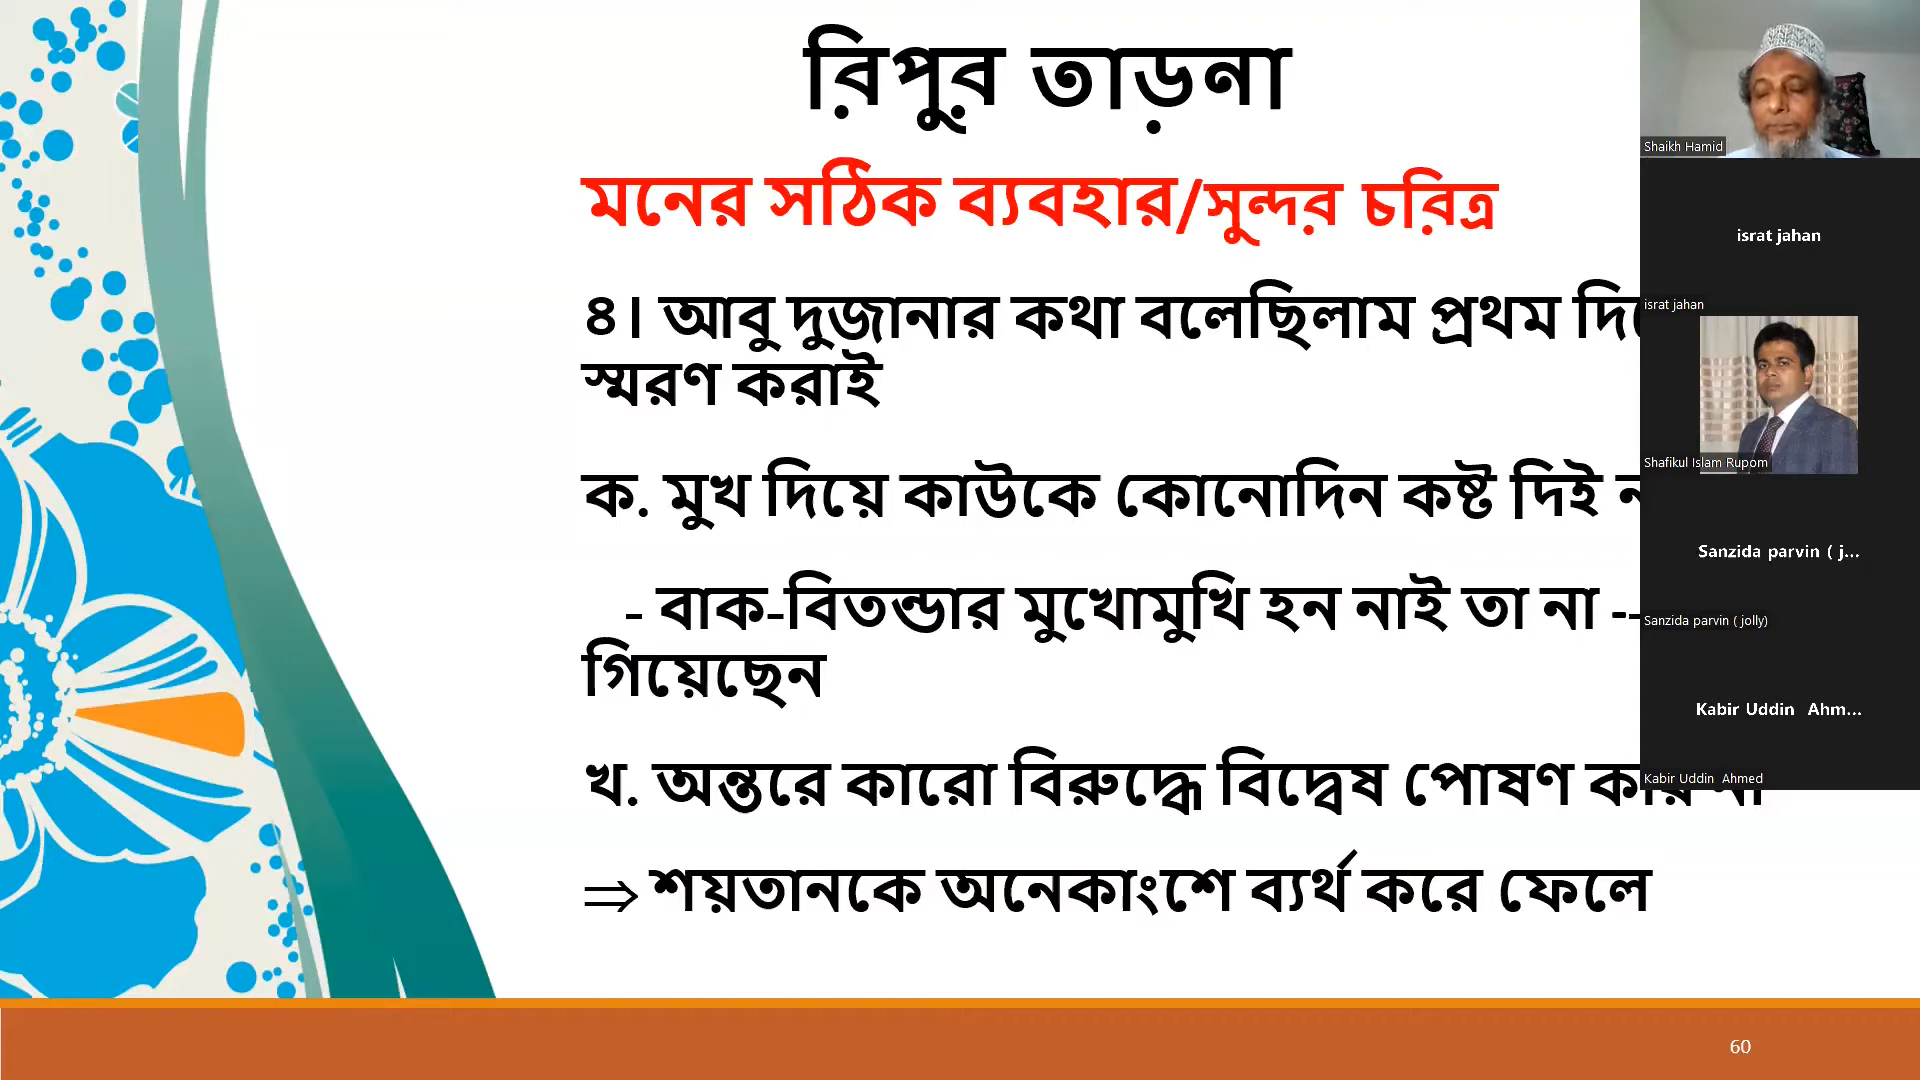 রিপুর তাড়না
মনের সঠিক ব্যবহার/সুন্দর চরিত্র
৪। আবু দুজানার কথা বলেছিলাম প্রথম
স্মরণ করাই
ক. মুখ দিয়ে কাউকে কোনোদিন কষ্ট দিই
- বাক-বিতন্ডার মুখোমুখি হন নাই তা না --
গিয়েছেন
খ. অন্তরে কারো বিরুদ্ধে বিদ্বেষ পোষণ
⇒ শয়তানকে অনেকাংশে ব্যর্থ করে ফেলে
60
Shaikh Hamid
israt jahan
israt jahan
Shafikul Islam Rupom
Sanzida parvin ( j...
Sanzida parvin ( jolly)
Kabir Uddin Ahm...
Kabir Uddin Ahmed